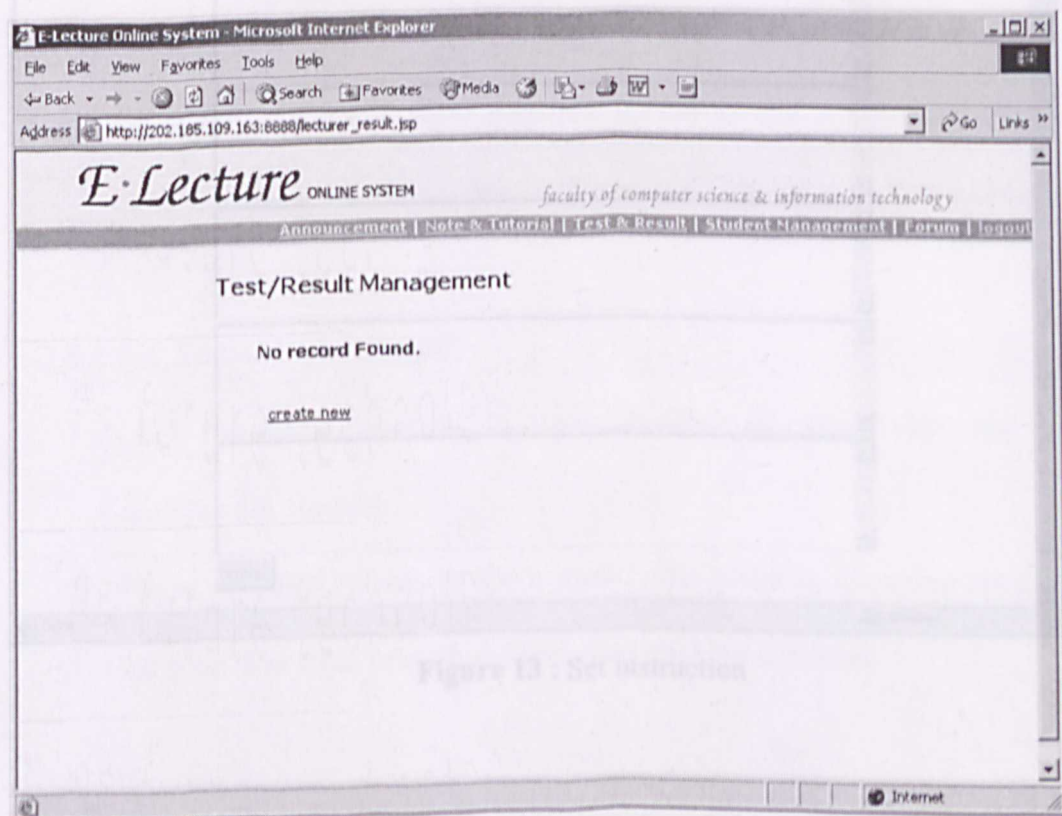 E-Lecture Online System - Microsoft Internet Explorer
File Edit View Favorites Tools Help
Back Search Favorites Media
Address http://202.185.109.163:8888/lecturer_result.jsp Go Links »
E·Lecture ONLINE SYSTEM faculty of computer science & information technology
Announcement | Note & Tutorial | Test & Result | Student Management | Forum | logout
Test/Result Management
No record Found.
create new
Figure 13 : Set instruction
Internet